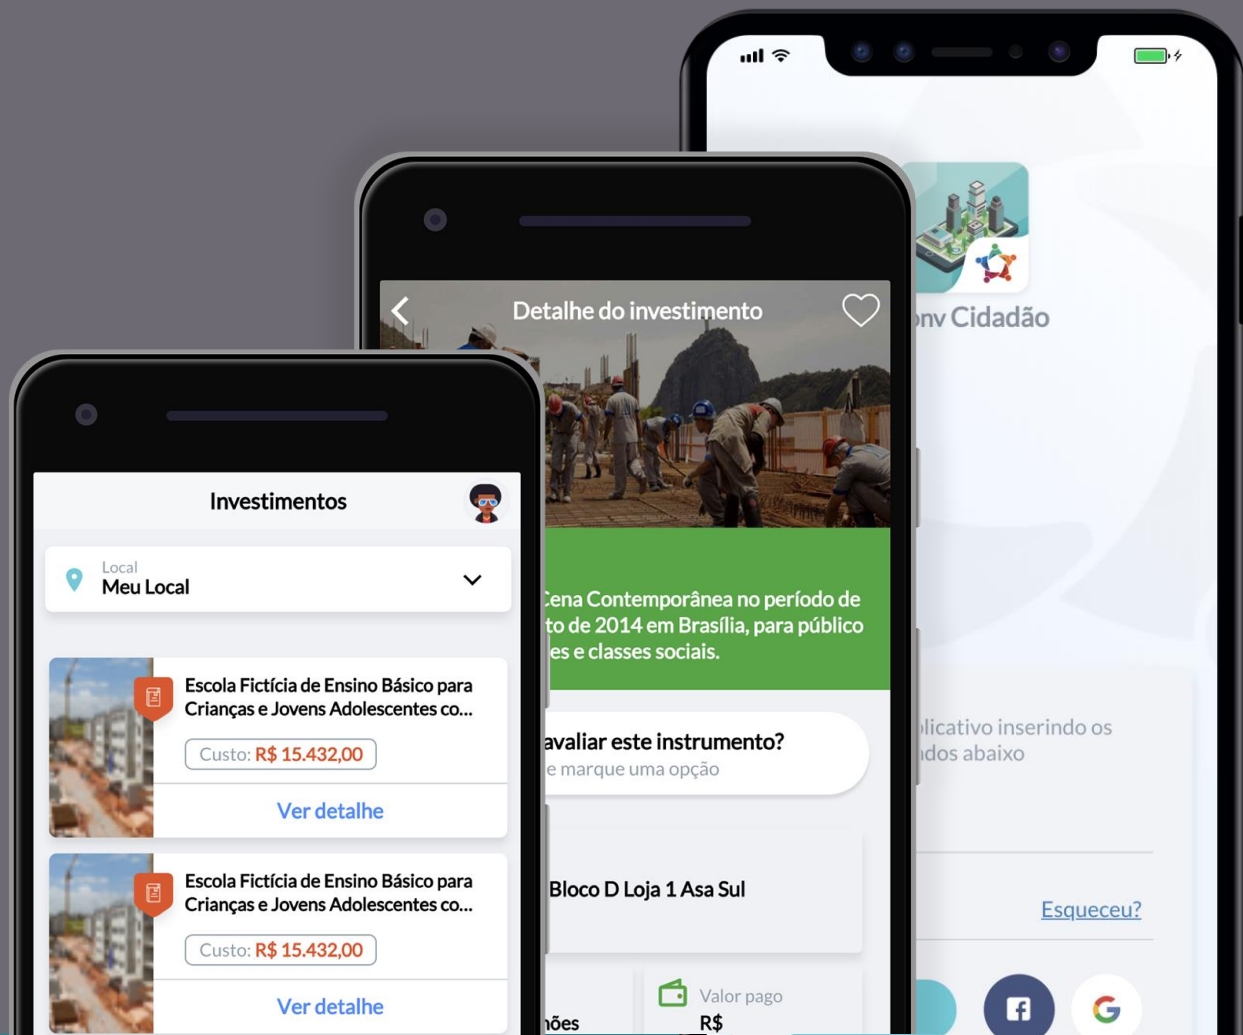 Investimentos
Local
Meu Local
Escola Fictícia de Ensino Básico para
Crianças e Jovens Adolescentes co...
Custo: R$ 15.432,00
Ver detalhe
Escola Fictícia de Ensino Básico para
Crianças e Jovens Adolescentes co...
Custo: R$ 15.432,00
Ver detalhe
Detalhe do investimento
Cena Contemporânea no período de
to de 2014 em Brasília, para público
es e classes sociais.
avaliar este instrumento?
e marque uma opção
Bloco D Loja 1 Asa Sul
Valor pago
R$
hões
nv Cidadão
licativo inserindo os
dos abaixo
Esqueceu?